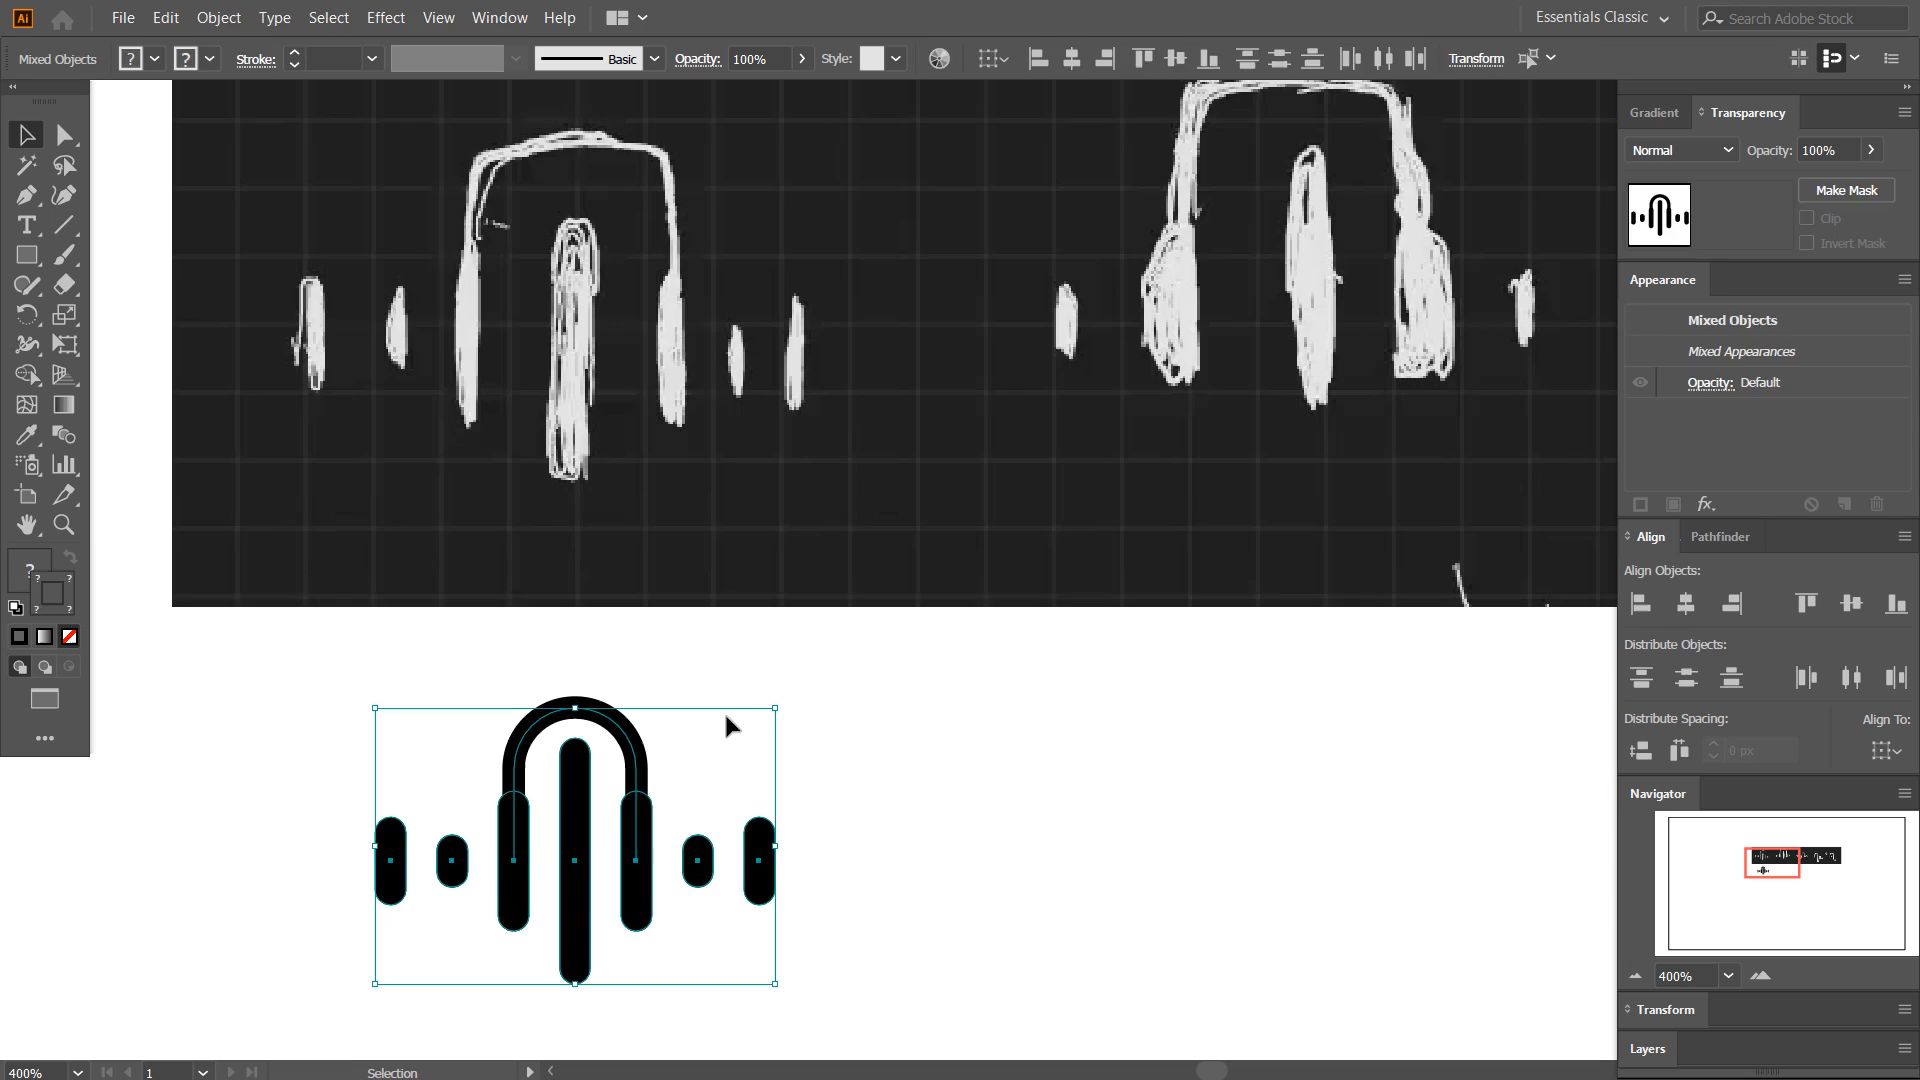 Ai File Edit Object Type Select Effect View Window Help Essentials Classic Search Adobe Stock
Mixed Objects ? ? Stroke: Basic Opacity: 100% Style: Transform
Gradient Transparency
Normal Opacity: 100%
Make Mask
Clip
Invert Mask
Appearance
Mixed Objects
Mixed Appearances
Opacity: Default
fx
Align Pathfinder
Align Objects:
Distribute Objects:
Distribute Spacing: Align To:
0 px
Navigator
400%
Transform
Layers
T
?
? ?
? ?
400% 1 Selection